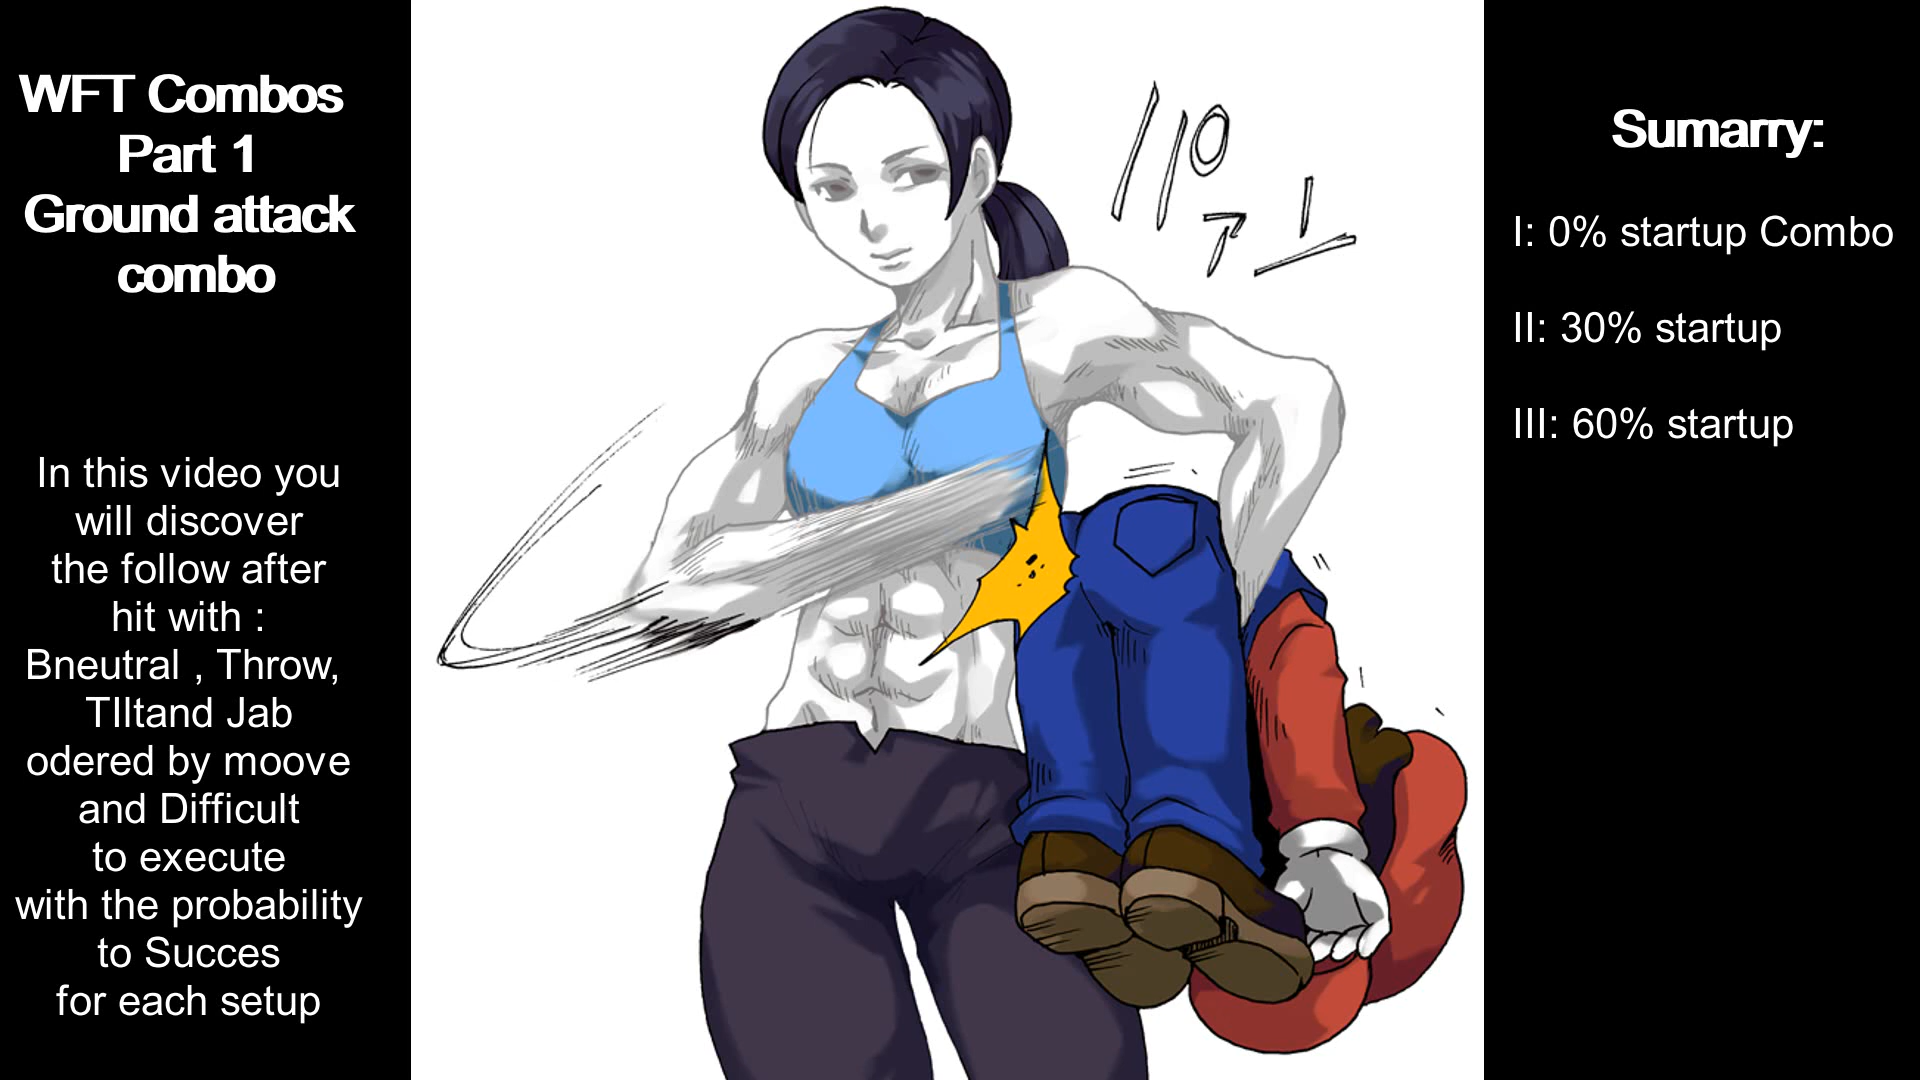 WFT Combos
Part 1
Ground attack
combo
In this video you
will discover
the follow after
hit with :
Bneutral , Throw,
TIltand Jab
odered by moove
and Difficult
to execute
with the probability
to Succes
for each setup
パァン
Sumarry:
I: 0% startup Combo
II: 30% startup
III: 60% startup